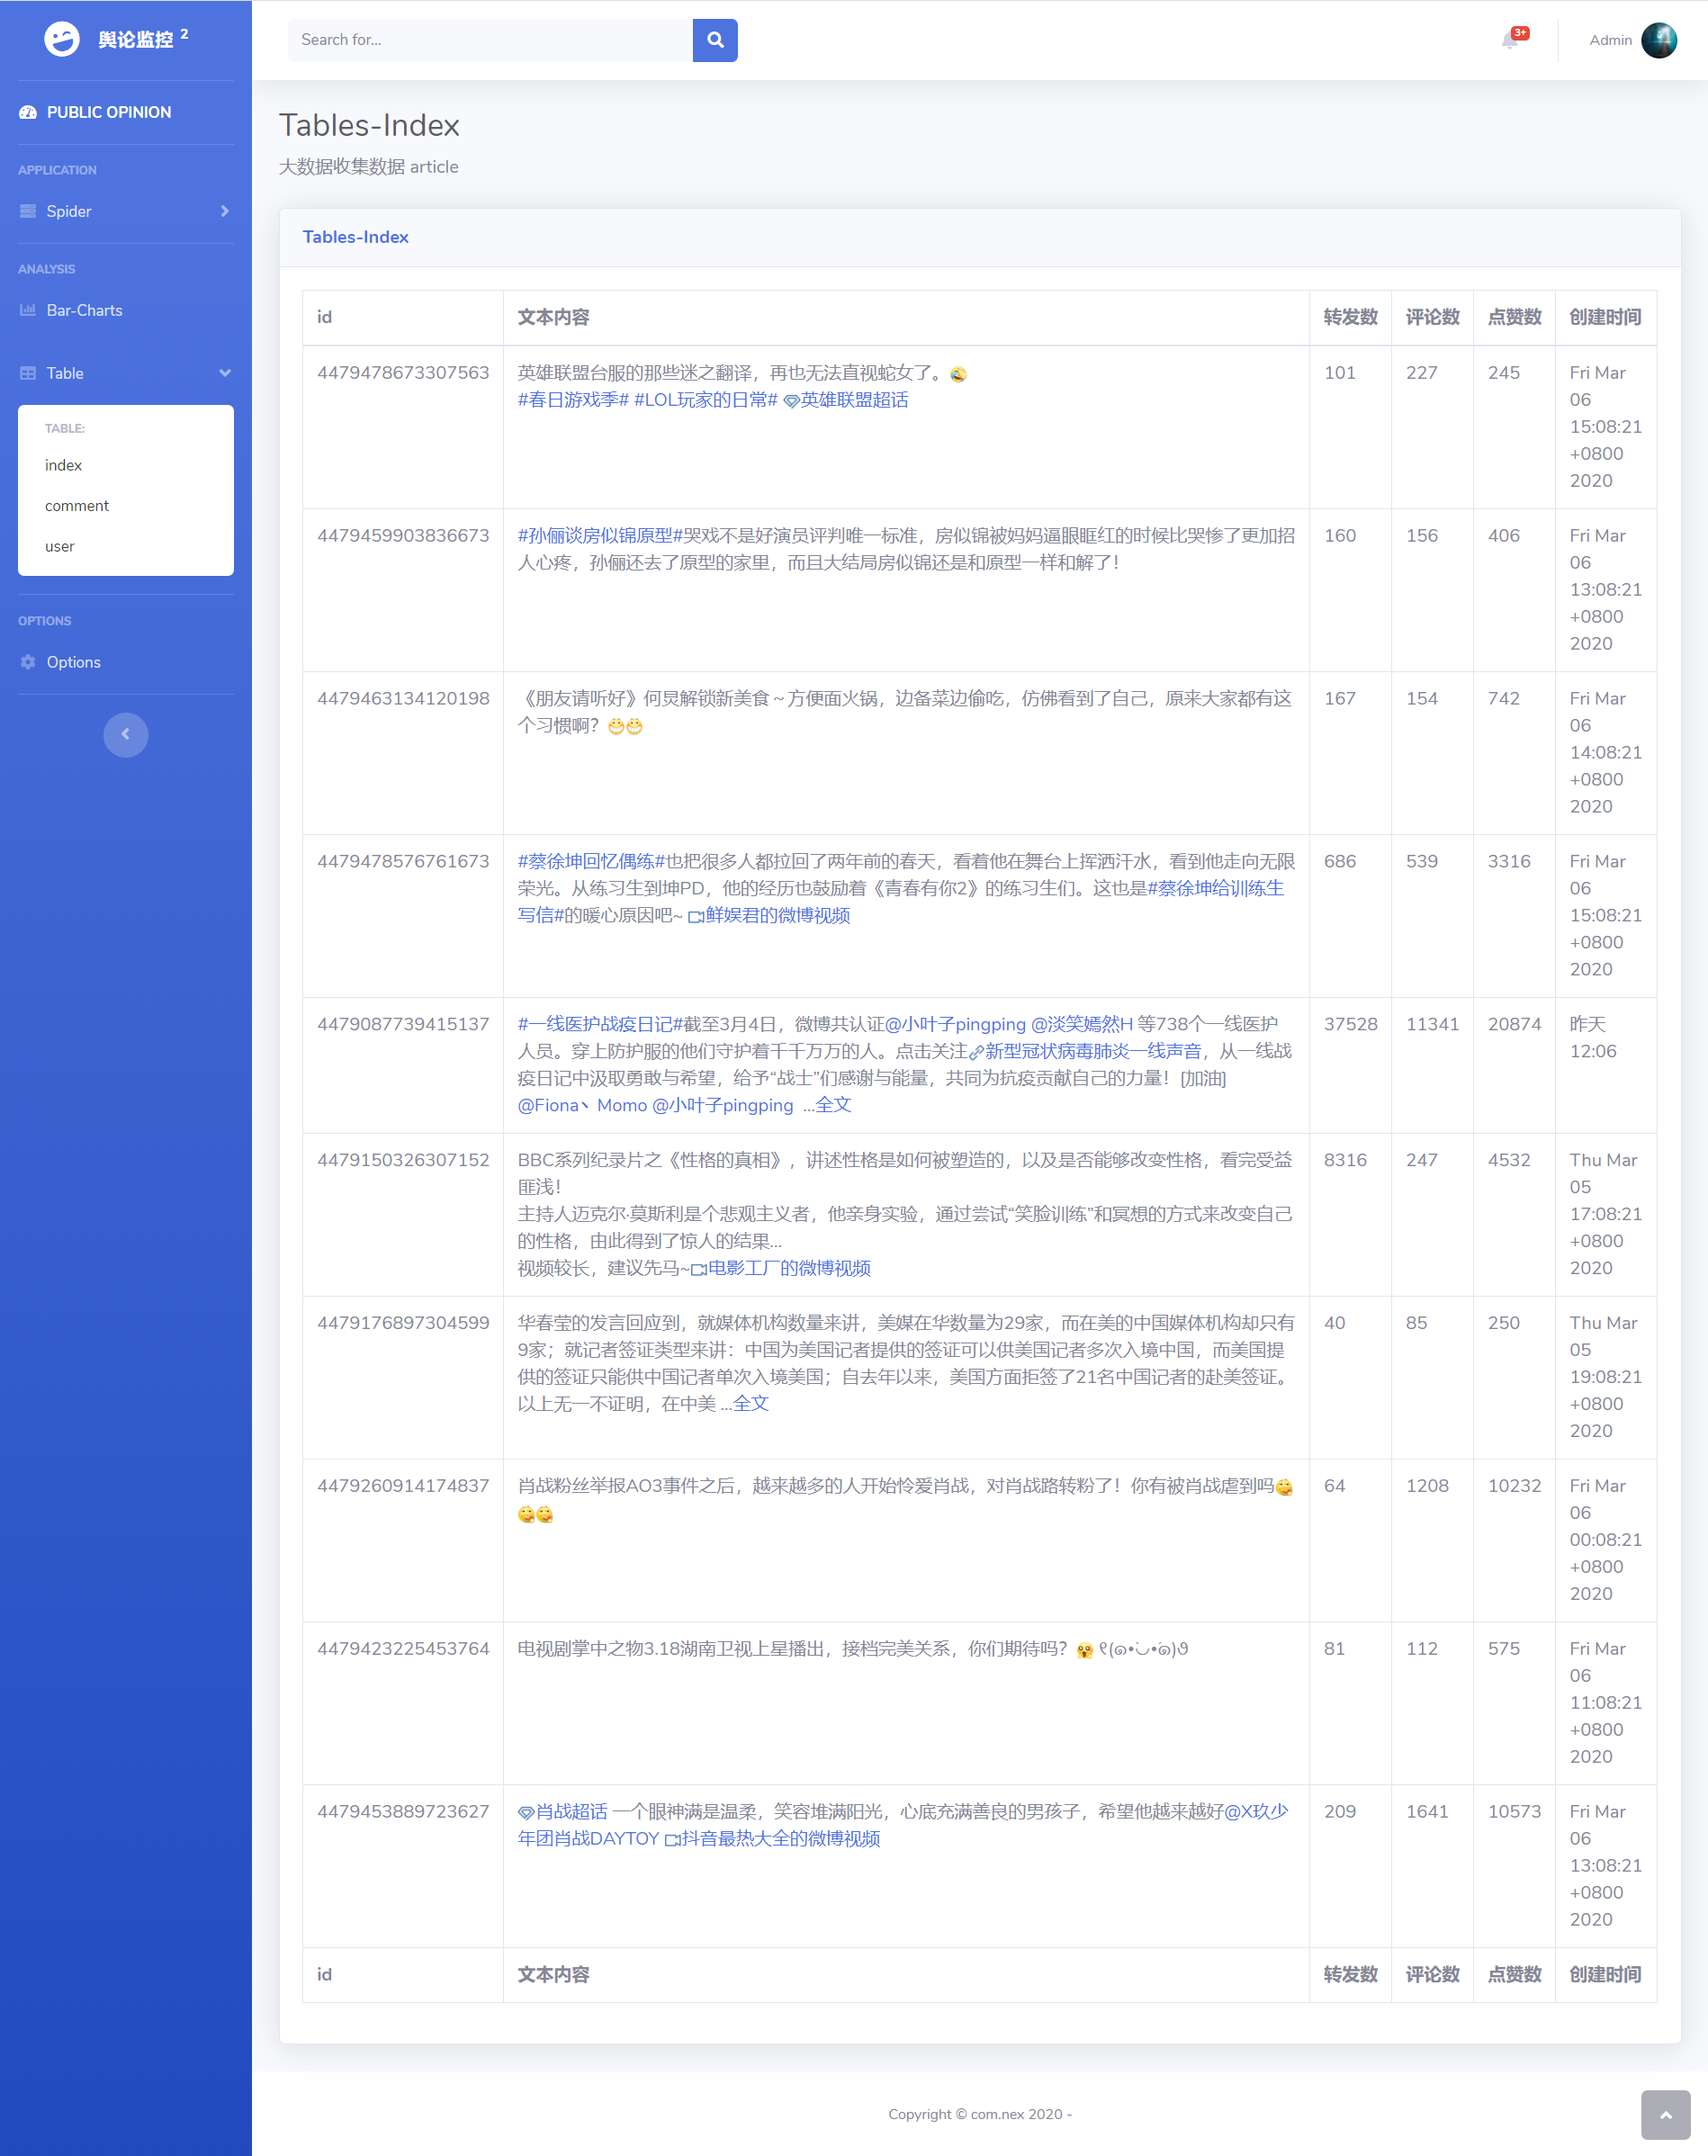 舆论监控 2
Search for...
3+
Admin
PUBLIC OPINION
APPLICATION
Spider
ANALYSIS
Bar-Charts
Table
TABLE:
index
comment
user
OPTIONS
Options
Tables-Index
大数据收集数据 article
Tables-Index
id 文本内容 转发数 评论数 点赞数 创建时间
4479478673307563 英雄联盟台服的那些迷之翻译，再也无法直视蛇女了。 101 227 245 Fri Mar
#春日游戏季# #LOL玩家的日常# 英雄联盟超话 06
15:08:21
+0800
2020
4479459903836673 #孙俪谈房似锦原型#哭戏不是好演员评判唯一标准，房似锦被妈妈逼眼眶红的时候比哭惨了更加招 160 156 406 Fri Mar
人心疼，孙俪还去了原型的家里，而且大结局房似锦还是和原型一样和解了！ 06
13:08:21
+0800
2020
4479463134120198 《朋友请听好》何炅解锁新美食～方便面火锅，边备菜边偷吃，仿佛看到了自己，原来大家都有这 167 154 742 Fri Mar
个习惯啊？ 06
14:08:21
+0800
2020
4479478576761673 #蔡徐坤回忆偶练#也把很多人都拉回了两年前的春天，看着他在舞台上挥洒汗水，看到他走向无限 686 539 3316 Fri Mar
荣光。从练习生到坤PD，他的经历也鼓励着《青春有你2》的练习生们。这也是#蔡徐坤给训练生 06
写信#的暖心原因吧~ 鲜娱君的微博视频 15:08:21
+0800
2020
4479087739415137 #一线医护战疫日记#截至3月4日，微博共认证@小叶子pingping @淡笑嫣然H 等738个一线医护 37528 11341 20874 昨天
人员。穿上防护服的他们守护着千千万万的人。点击关注新型冠状病毒肺炎一线声音，从一线战 12:06
疫日记中汲取勇敢与希望，给予“战士”们感谢与能量，共同为抗疫贡献自己的力量！[加油]
@Fiona丶Momo @小叶子pingping ...全文
4479150326307152 BBC系列纪录片之《性格的真相》，讲述性格是如何被塑造的，以及是否能够改变性格，看完受益 8316 247 4532 Thu Mar
匪浅！ 05
主持人迈克尔·莫斯利是个悲观主义者，他亲身实验，通过尝试“笑脸训练”和冥想的方式来改变自己 17:08:21
的性格，由此得到了惊人的结果... +0800
视频较长，建议先马~电影工厂的微博视频 2020
4479176897304599 华春莹的发言回应到，就媒体机构数量来讲，美媒在华数量为29家，而在美的中国媒体机构却只有 40 85 250 Thu Mar
9家；就记者签证类型来讲：中国为美国记者提供的签证可以供美国记者多次入境中国，而美国提 05
供的签证只能供中国记者单次入境美国；自去年以来，美国方面拒签了21名中国记者的赴美签证。 19:08:21
以上无一不证明，在中美 ...全文 +0800
2020
4479260914174837 肖战粉丝举报AO3事件之后，越来越多的人开始怜爱肖战，对肖战路转粉了！你有被肖战虐到吗 64 1208 10232 Fri Mar
06
00:08:21
+0800
2020
4479423225453764 电视剧掌中之物3.18湖南卫视上星播出，接档完美关系，你们期待吗？ 81 112 575 Fri Mar
06
11:08:21
+0800
2020
4479453889723627 肖战超话 一个眼神满是温柔，笑容堆满阳光，心底充满善良的男孩子，希望他越来越好@X玖少 209 1641 10573 Fri Mar
年团肖战DAYTOY 抖音最热大全的微博视频 06
13:08:21
+0800
2020
id 文本内容 转发数 评论数 点赞数 创建时间
Copyright © com.nex 2020 -